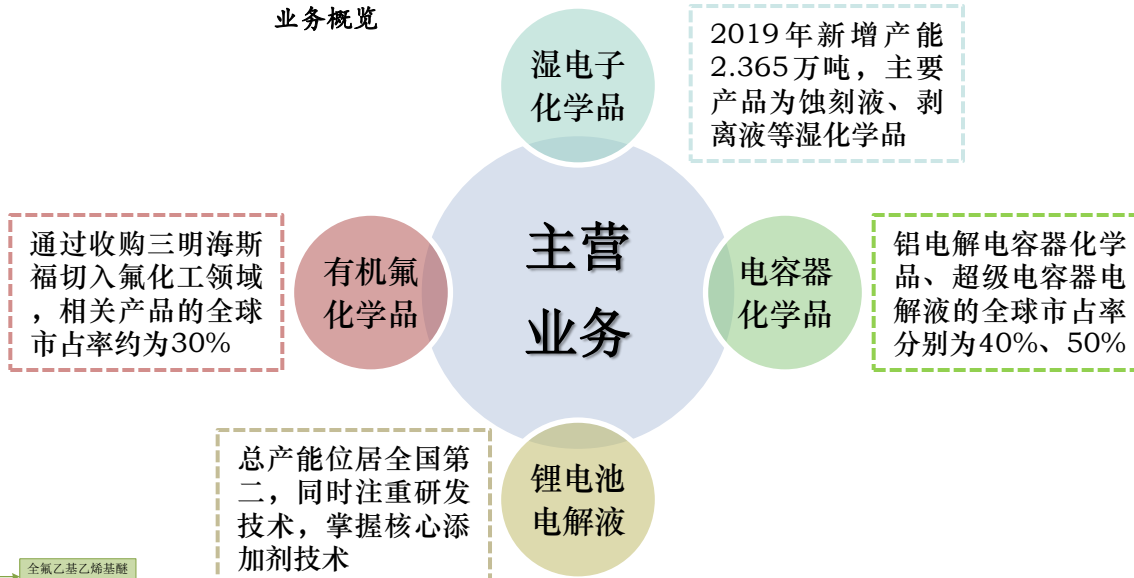 业务概览
湿电子
化学品
2019年新增产能
2.365万吨，主要
产品为蚀刻液、剥
离液等湿化学品
通过收购三明海斯
福切入氟化工领域
，相关产品的全球
市占率约为30%
有机氟
化学品
主营
业务
电容器
化学品
铝电解电容器化学
品、超级电容器电
解液的全球市占率
分别为40%、50%
总产能位居全国第
二，同时注重研发
技术，掌握核心添
加剂技术
锂电池
电解液
全氟乙基乙烯基醚